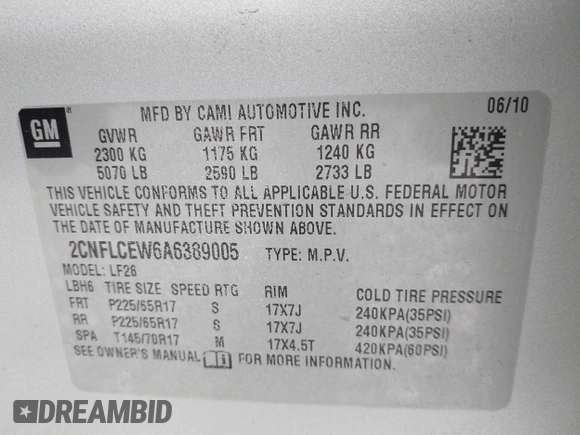 GM
MFD BY CAMI AUTOMOTIVE INC. 06/10
GVWR GAWR FRT GAWR RR
2300 KG 1175 KG 1240 KG
5070 LB 2590 LB 2733 LB
THIS VEHICLE CONFORMS TO ALL APPLICABLE U.S. FEDERAL MOTOR
VEHICLE SAFETY AND THEFT PREVENTION STANDARDS IN EFFECT ON
THE DATE OF MANUFACTURE SHOWN ABOVE.
2CNFLCEW6A6389005 TYPE: M.P.V.
MODEL: LF26
LBH6 TIRE SIZE SPEED RTG RIM COLD TIRE PRESSURE
FRT P225/65R17 S 17X7J 240KPA(35PSI)
RR P225/65R17 S 17X7J 240KPA(35PSI)
SPA T145/70R17 M 17X4.5T 420KPA(60PSI)
SEE OWNER'S MANUAL FOR MORE INFORMATION.
DREAMBID